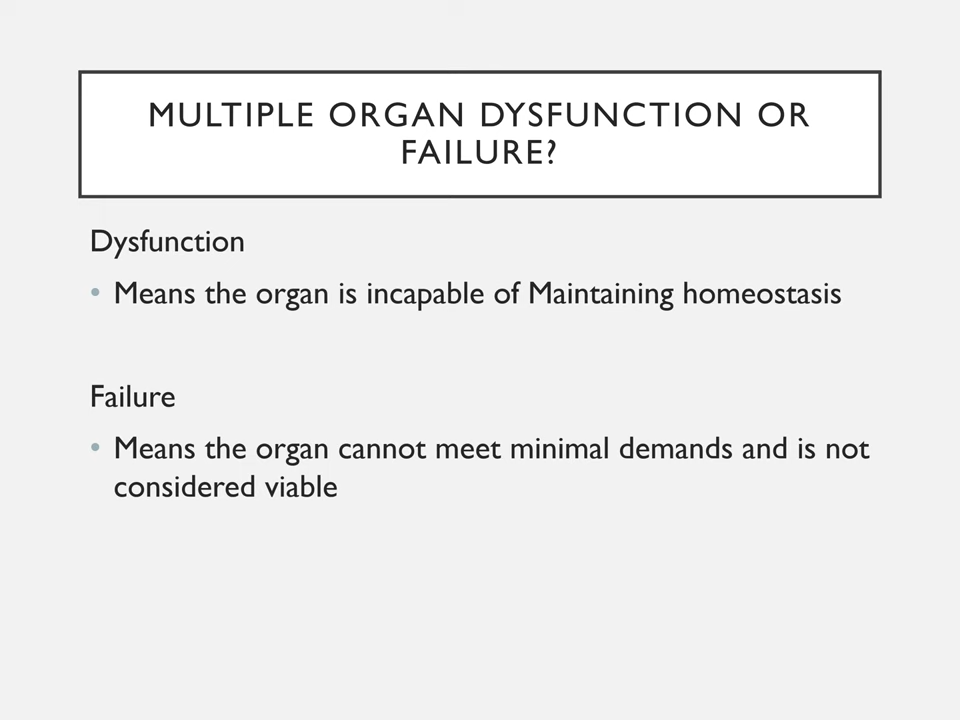 MULTIPLE ORGAN DYSFUNCTION OR
FAILURE?
Dysfunction
• Means the organ is incapable of Maintaining homeostasis
Failure
• Means the organ cannot meet minimal demands and is not
considered viable